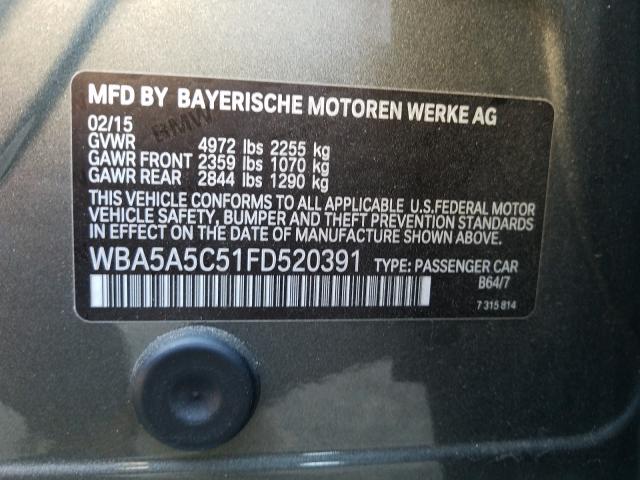 MFD BY BAYERISCHE MOTOREN WERKE AG
02/15
BMW
GVWR 4972 lbs 2255 kg
GAWR FRONT 2359 lbs 1070 kg
GAWR REAR 2844 lbs 1290 kg
THIS VEHICLE CONFORMS TO ALL APPLICABLE U.S.FEDERAL MOTOR
VEHICLE SAFETY, BUMPER AND THEFT PREVENTION STANDARDS
IN EFFECT ON THE DATE OF MANUFACTURE SHOWN ABOVE.
WBA5A5C51FD520391 TYPE: PASSENGER CAR
B64/7
7 315 814